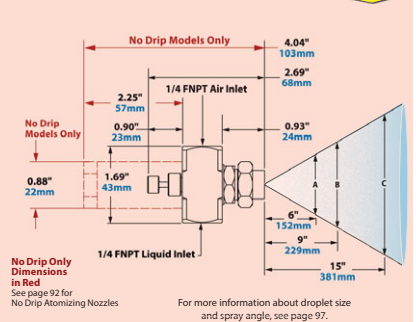 No Drip Models Only
4.04"
103mm
2.69"
68mm
1/4 FNPT Air Inlet
2.25"
57mm
0.90"
23mm
0.93"
24mm
No Drip
Models Only
0.88"
22mm
1.69"
43mm
A
B
C
6"
152mm
9"
229mm
15"
381mm
1/4 FNPT Liquid Inlet
No Drip Only
Dimensions
in Red
See page 92 for
No Drip Atomizing Nozzles
For more information about droplet size
and spray angle, see page 97.